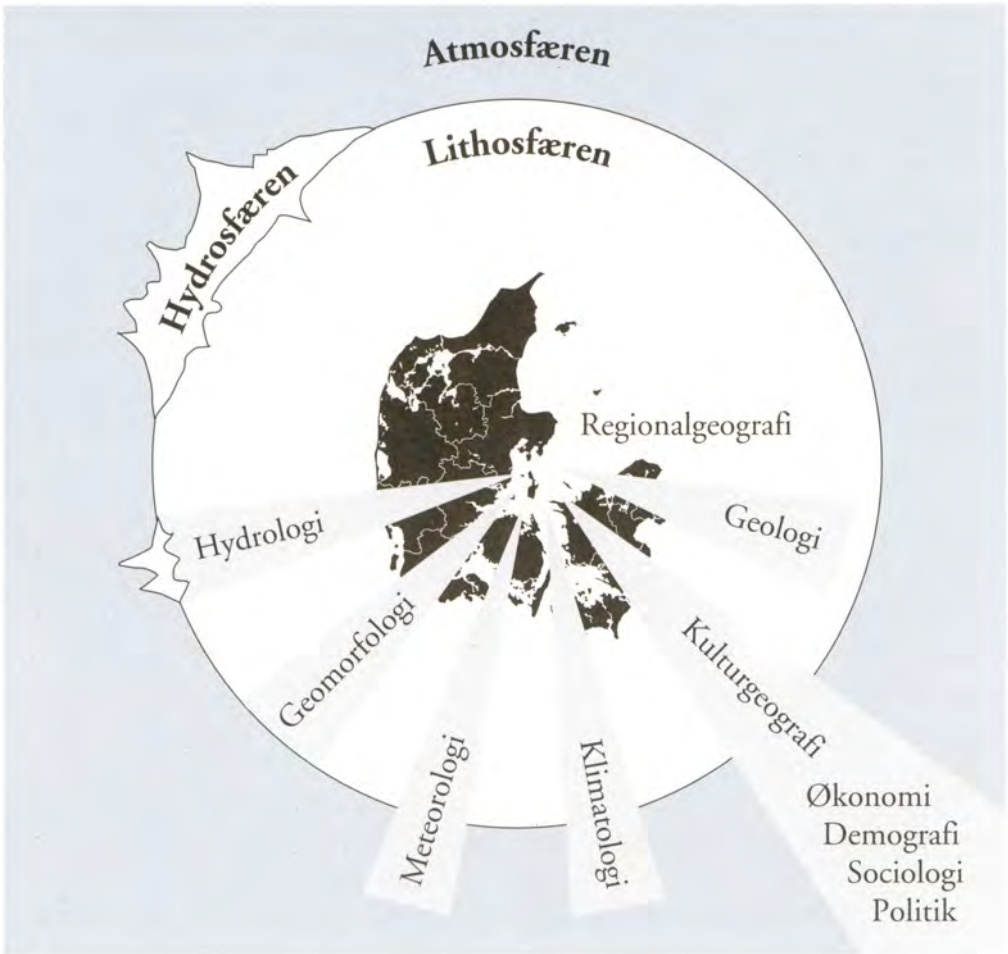 Atmosfæren
Lithosfæren
Hydrosfæren
Regionalgeografi
Hydrologi
Geologi
Geomorfologi
Kulturgeografi
Meteorologi
Klimatologi
Økonomi
Demografi
Sociologi
Politik